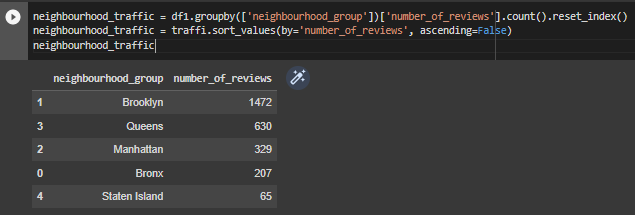 neighbourhood_traffic = df1.groupby(['neighbourhood_group'])['number_of_reviews'].count().reset_index()
neighbourhood_traffic = traffi.sort_values(by='number_of_reviews', ascending=False)
neighbourhood_traffic
neighbourhood_group number_of_reviews
1 Brooklyn 1472
3 Queens 630
2 Manhattan 329
0 Bronx 207
4 Staten Island 65